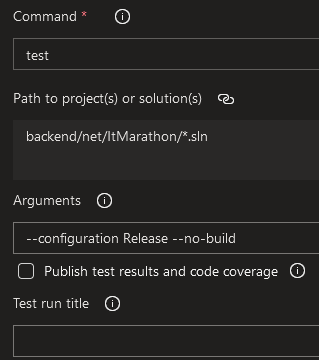 Command *
test
Path to project(s) or solution(s)
backend/net/ItMarathon/*.sln
Arguments
--configuration Release --no-build
Publish test results and code coverage
Test run title